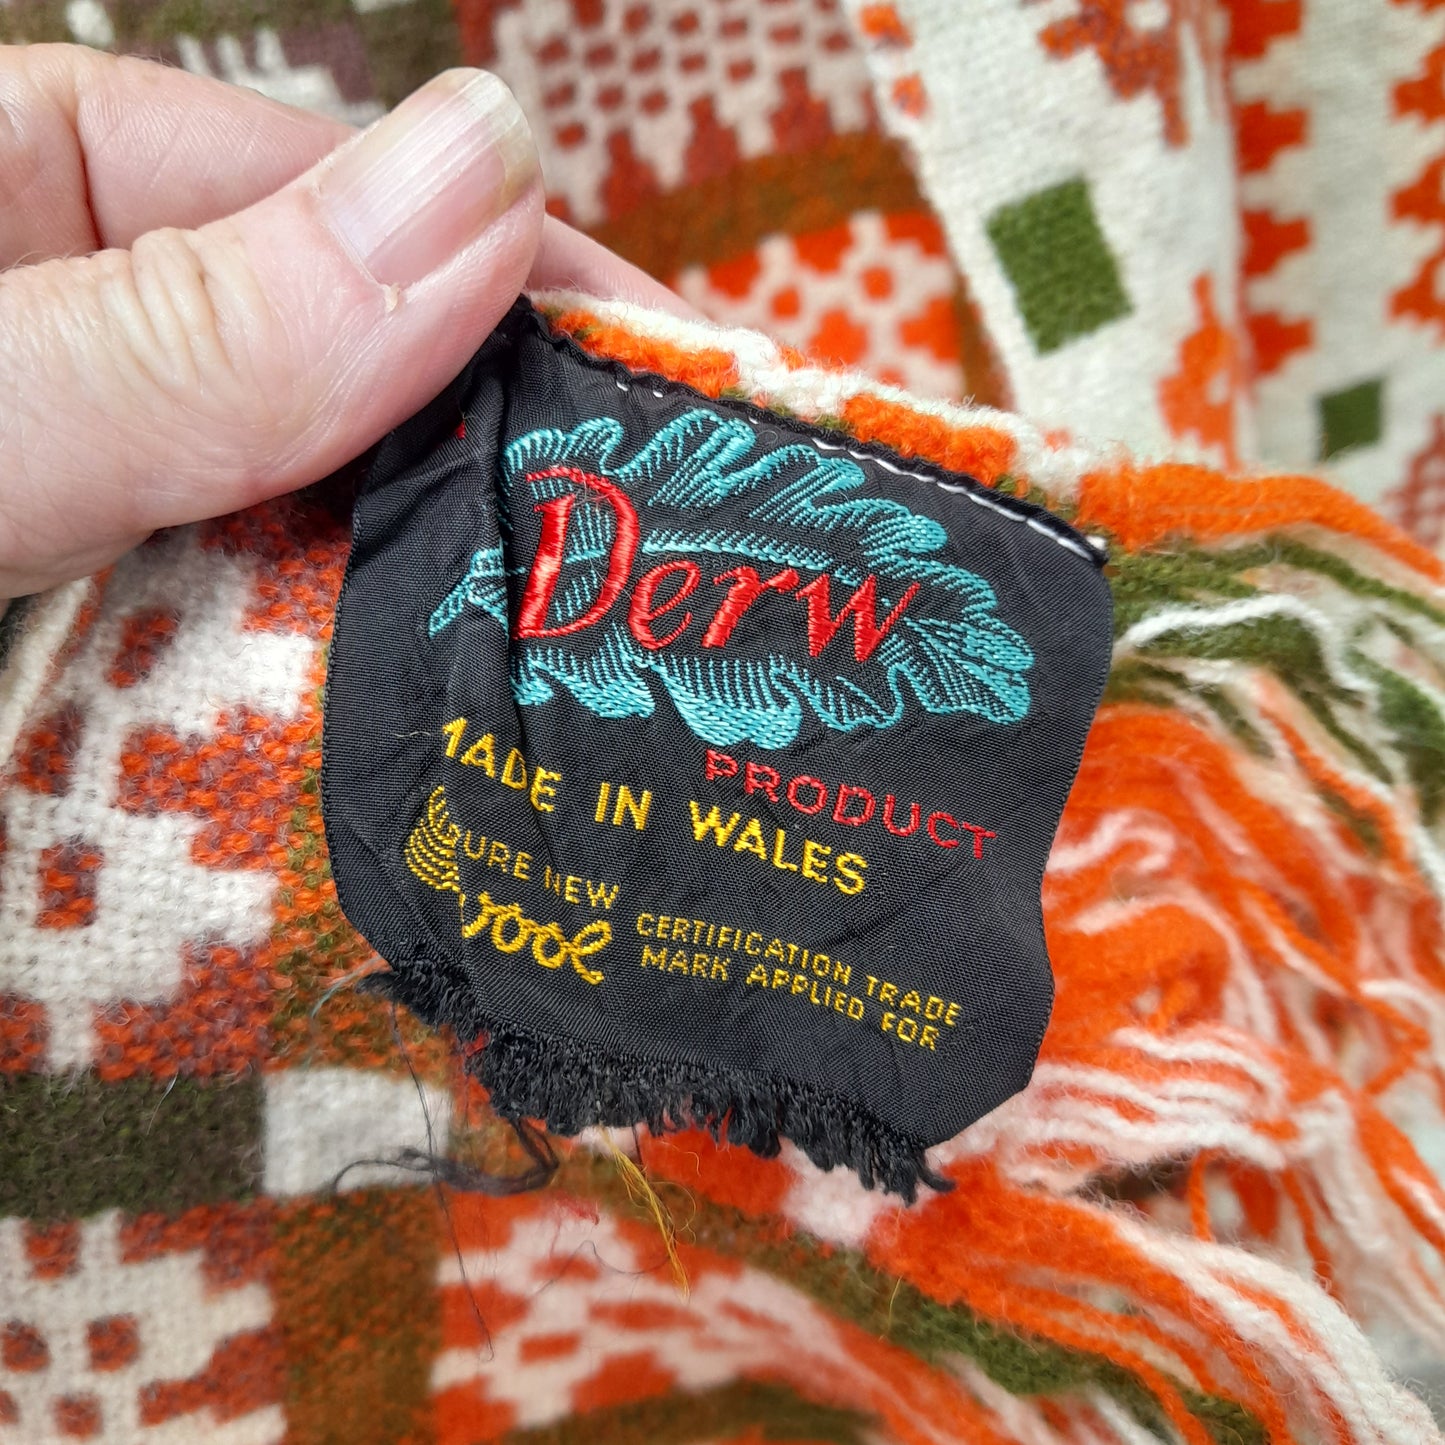 Derw
PRODUCT
MADE IN WALES
PURE NEW
wool
CERTIFICATION TRADE
MARK APPLIED FOR